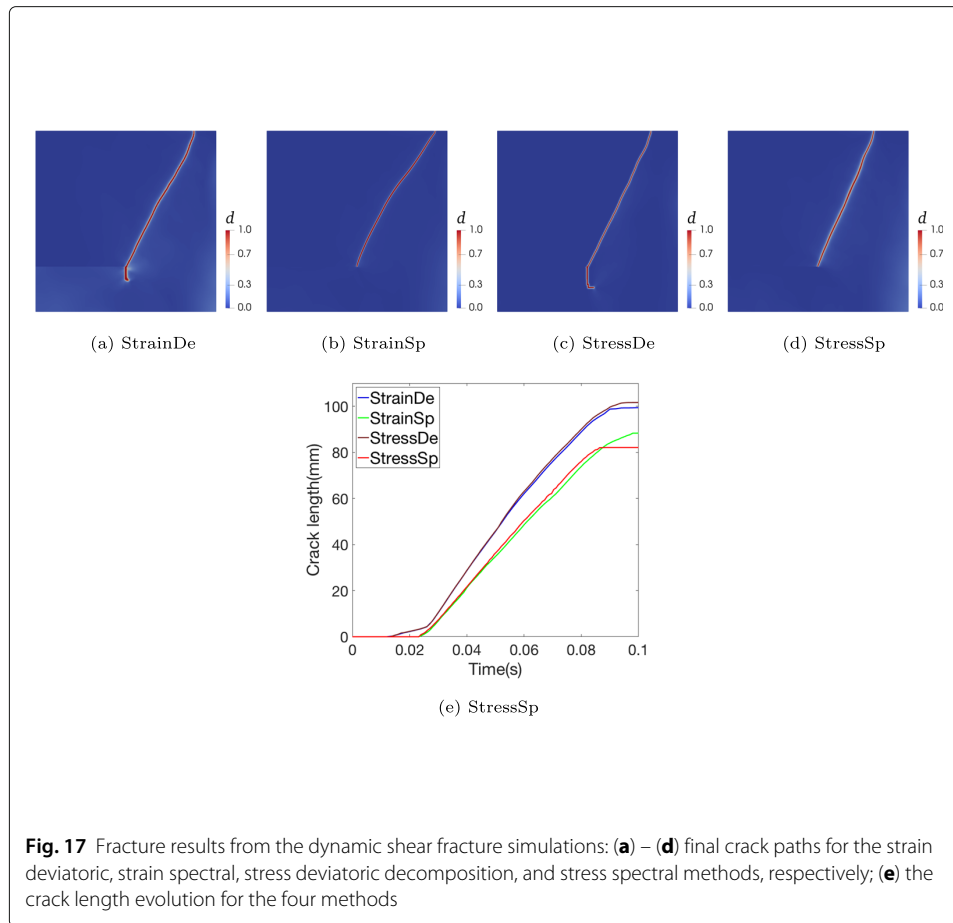 d
1.0
0.7
0.3
0.0
d
1.0
0.7
0.3
0.0
d
1.0
0.7
0.3
0.0
d
1.0
0.7
0.3
0.0
(a) StrainDe
(b) StrainSp
(c) StressDe
(d) StressSp
StrainDe
StrainSp
StressDe
StressSp
Crack length(mm)
100
80
60
40
20
0
0 0.02 0.04 0.06 0.08 0.1
Time(s)
(e) StressSp
Fig. 17 Fracture results from the dynamic shear fracture simulations: (a) – (d) final crack paths for the strain
deviatoric, strain spectral, stress deviatoric decomposition, and stress spectral methods, respectively; (e) the
crack length evolution for the four methods